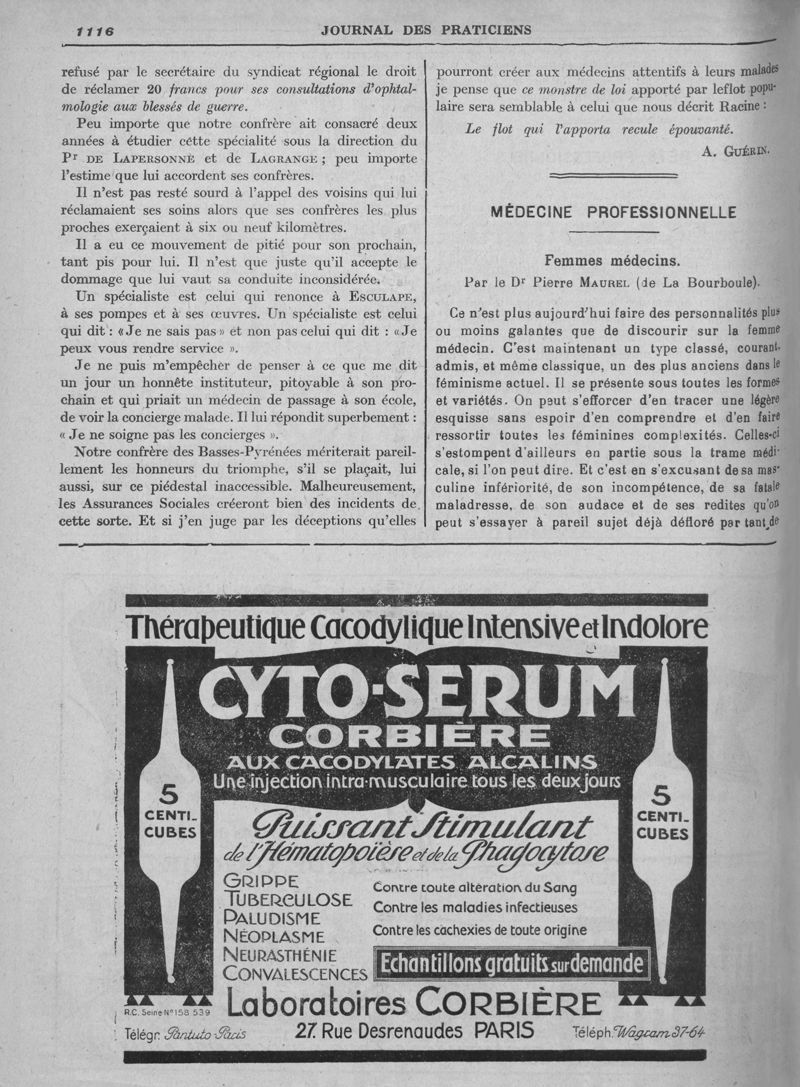 1116
JOURNAL DES PRATICIENS
refusé par le secrétaire du syndicat régional le droit
de réclamer 20 francs pour ses consultations d'ophtal-
mologie aux blessés de guerre.
Peu importe que notre confrère ait consacré deux
années à étudier cette spécialité sous la direction du
Pr DE LAPERSONNE et de LAGRANGE ; peu importe
l'estime que lui accordent ses confrères.
Il n'est pas resté sourd à l'appel des voisins qui lui
réclamaient ses soins alors que ses confrères les plus
proches exerçaient à six ou neuf kilomètres.
Il a eu ce mouvement de pitié pour son prochain,
tant pis pour lui. Il n'est que juste qu'il accepte le
dommage que lui vaut sa conduite inconsidérée.
Un spécialiste est celui qui renonce à ESCULAPE,
à ses pompes et à ses œuvres. Un spécialiste est celui
qui dit : « Je ne sais pas » et non pas celui qui dit : « Je
peux vous rendre service ».
Je ne puis m'empêcher de penser à ce que me dit
un jour un honnête instituteur, pitoyable à son pro-
chain et qui priait un médecin de passage à son école,
de voir la concierge malade. Il lui répondit superbement :
« Je ne soigne pas les concierges ».
Notre confrère des Basses-Pyrénées mériterait pareil-
lement les honneurs du triomphe, s'il se plaçait, lui
aussi, sur ce piédestal inaccessible. Malheureusement,
les Assurances Sociales créeront bien des incidents de
cette sorte. Et si j'en juge par les déceptions qu'elles
pourront créer aux médecins attentifs à leurs malades
je pense que ce monstre de loi apporté par leflot popu-
laire sera semblable à celui que nous décrit Racine :
Le flot qui l'apporta recule épouvanté.
A. GUÉRIN.
MÉDECINE PROFESSIONNELLE
Femmes médecins.
Par le Dr Pierre MAUREL (de La Bourboule).
Ce n'est plus aujourd'hui faire des personnalités plus
ou moins galantes que de discourir sur la femme
médecin. C'est maintenant un type classé, courant,
admis, et même classique, un des plus anciens dans le
féminisme actuel. Il se présente sous toutes les formes
et variétés. On peut s'efforcer d'en tracer une légère
esquisse sans espoir d'en comprendre et d'en faire
ressortir toutes les féminines complexités. Celles-ci
s'estompent d'ailleurs en partie sous la trame médi-
cale, si l'on peut dire. Et c'est en s'excusant de sa mas-
culine infériorité, de son incompétence, de sa fatale
maladresse, de son audace et de ses redites qu'on
peut s'essayer à pareil sujet déjà défloré par tant de
Thérapeutique Cacodylique Intensive et Indolore
CYTO-SERUM
CORBIÈRE
AUX CACODYLATES ALCALINS
Une injection intra-musculaire tous les deux jours
5
CENTI-
CUBES
5
CENTI-
CUBES
Puissant Stimulant
de l'Hématopoïèse et de la Phagocytose
GRIPPE
TUBERCULOSE
PALUDISME
NÉOPLASME
NEURASTHÉNIE
CONVALESCENCES
Contre toute altération du Sang
Contre les maladies infectieuses
Contre les cachexies de toute origine
Echantillons gratuits sur demande
R.C. Seine N° 158 539
Laboratoires CORBIÈRE
Télégr. Pantuto-Paris
27. Rue Desrenaudes PARIS
Téléph. Wagram 37-64